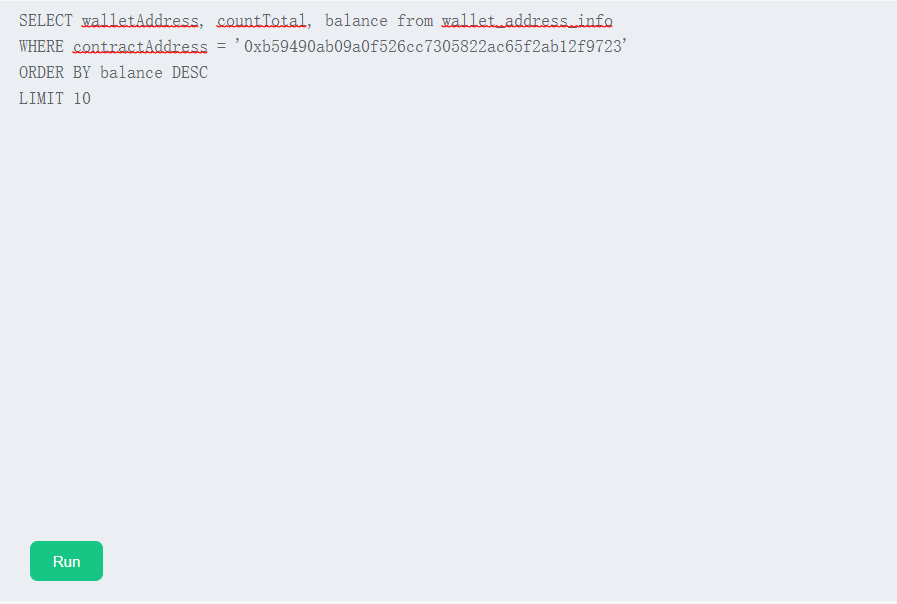 SELECT walletAddress, countTotal, balance from wallet_address_info
WHERE contractAddress = '0xb59490ab09a0f526cc7305822ac65f2ab12f9723'
ORDER BY balance DESC
LIMIT 10
Run